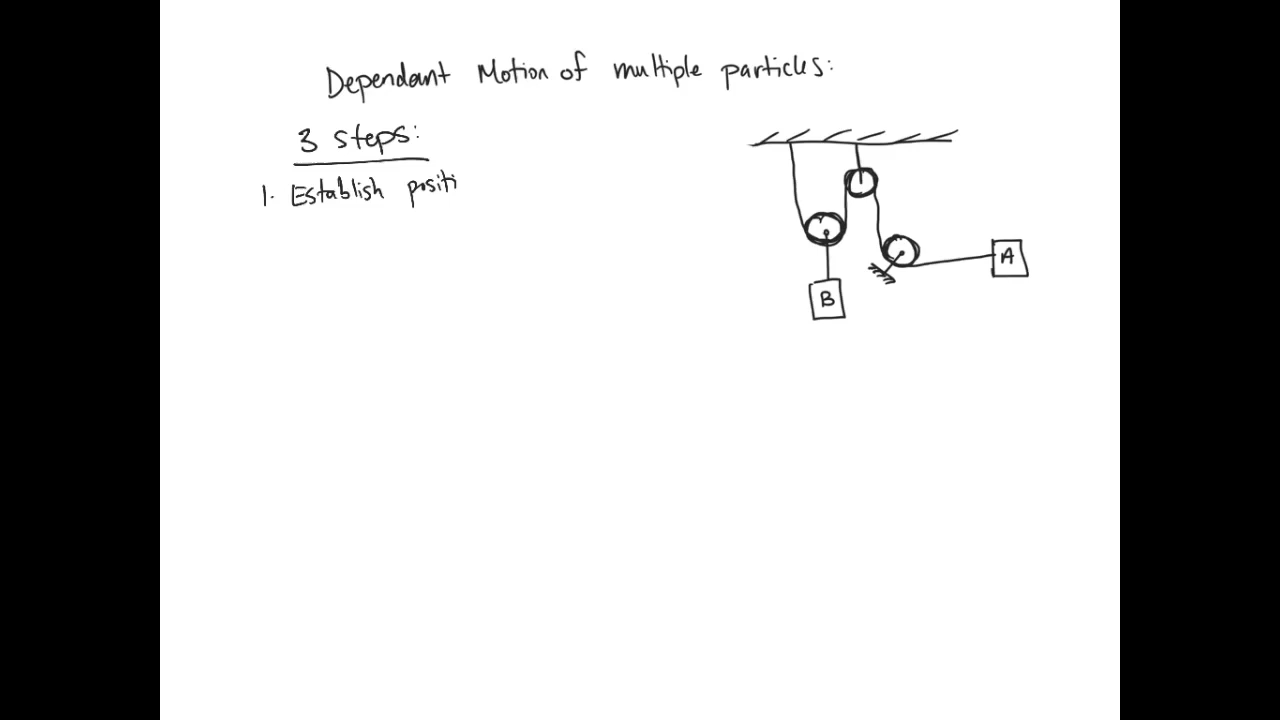 Dependant Motion of multiple particles:
3 steps:
1. Establish positi
A
B